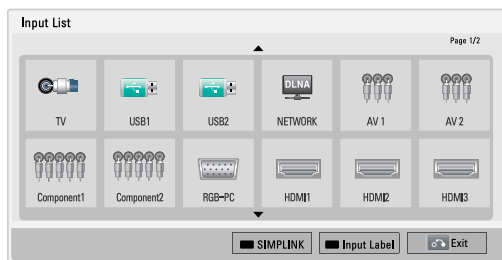 Input List
Page 1/2
DLNA
TV USB1 USB2 NETWORK AV 1 AV 2
Component1 Component2 RGB-PC HDMI1 HDMI2 HDMI3
SIMPLINK Input Label Exit